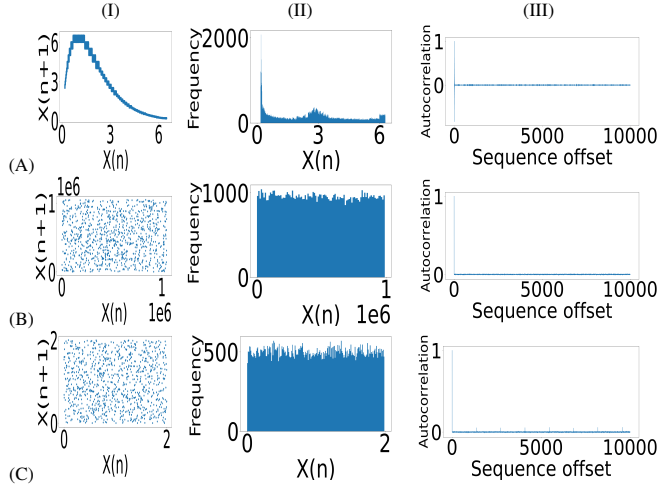 (I) (II) (III)
X(n+1)
6
3
0
0 3 6
X(n)
Frequency
2000
0
0 3 6
X(n)
Autocorrelation
1
0
0 5000 10000
Sequence offset
(A)
1e6
X(n+1)
1
0
0 1
X(n) 1e6
Frequency
1000
0
0 1
X(n) 1e6
Autocorrelation
1
0
0 5000 10000
Sequence offset
(B)
X(n+1)
2
0
0 2
X(n)
Frequency
500
0
0 2
X(n)
Autocorrelation
1
0
0 5000 10000
Sequence offset
(C)